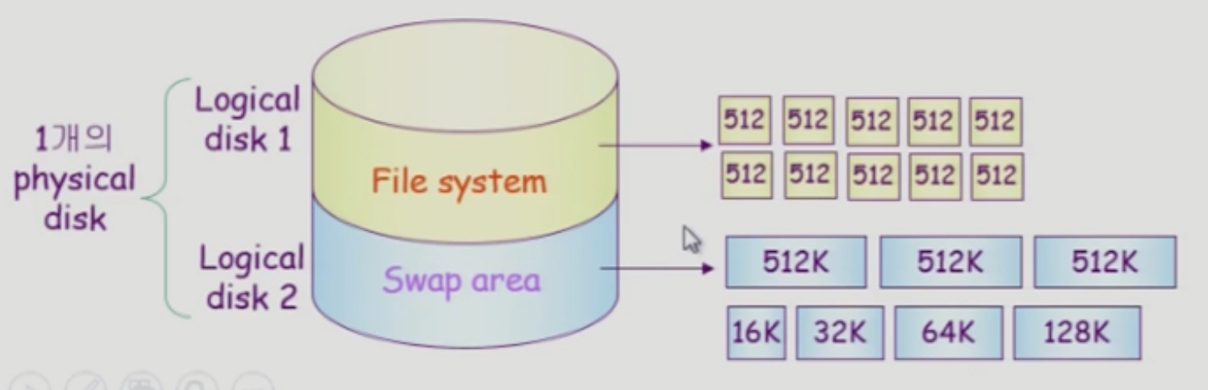 1개의
physical
disk
Logical
disk 1
Logical
disk 2
File system
Swap area
512 512 512 512 512
512 512 512 512 512
512K 512K 512K
16K 32K 64K 128K